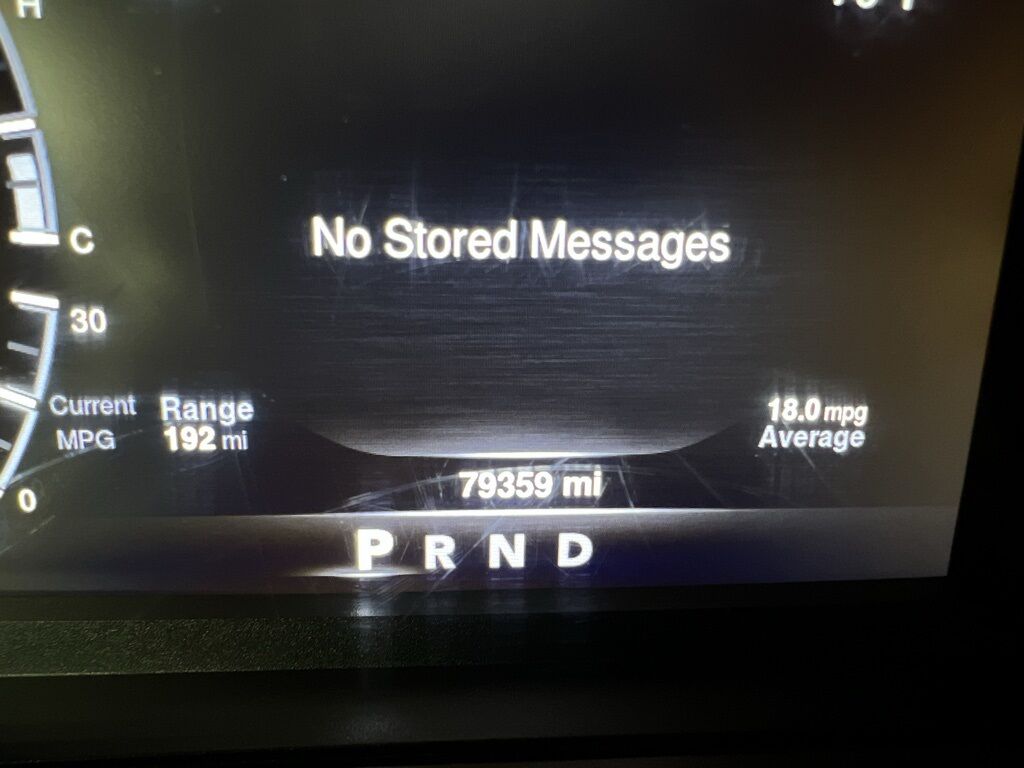 H
No Stored Messages
C
30
Current
MPG
Range
192 mi
18.0 mpg
Average
79359 mi
0
P R N D